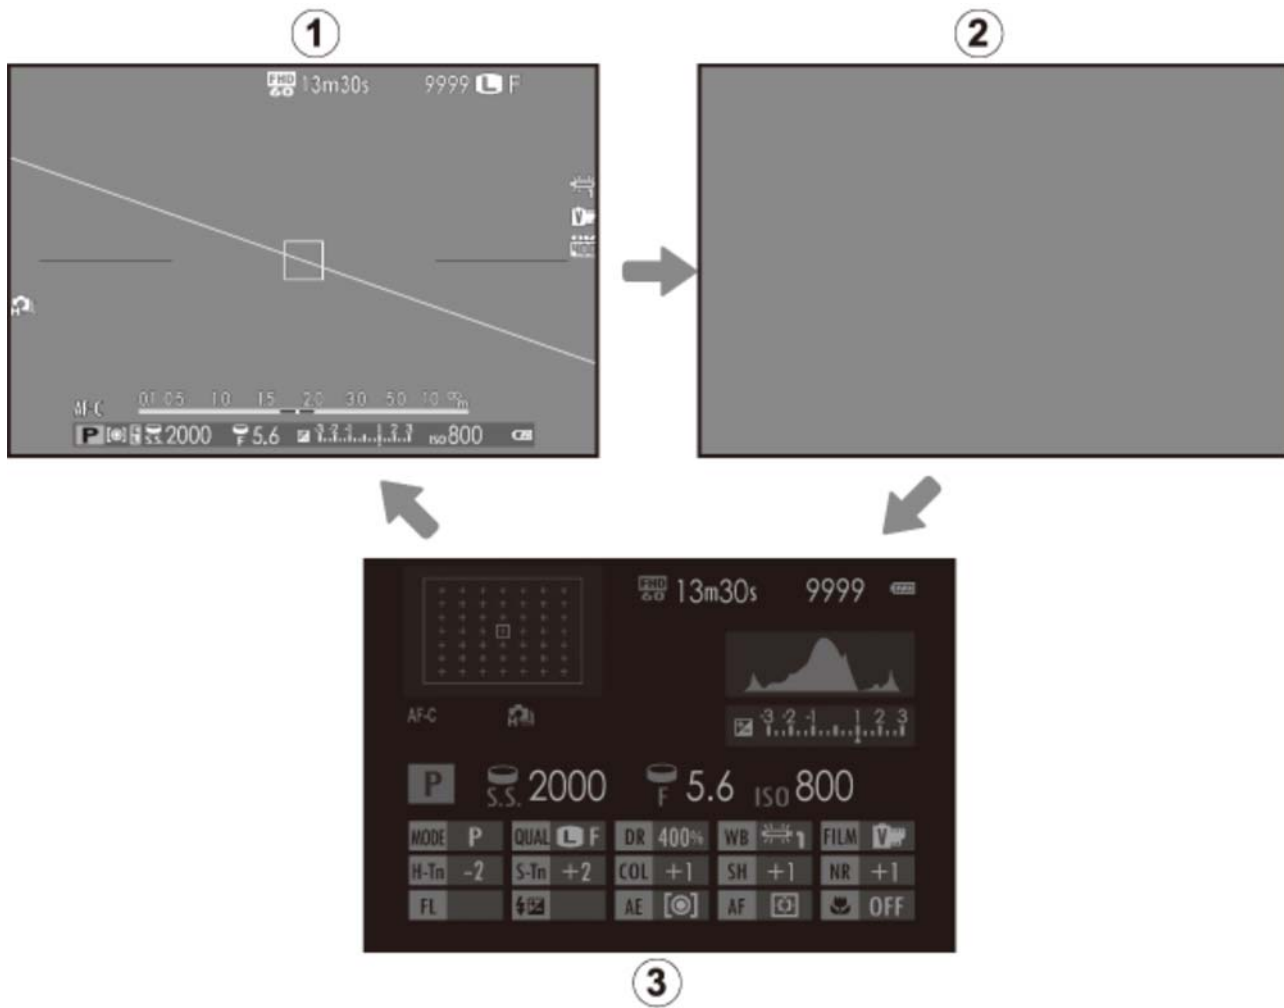 1
2
FHD 60 13m30s 9999 L F
V
400
M
AF-C 0.1 0.5 1.0 1.5 2.0 3.0 5.0 10 ∞m
P S.S. 2000 F 5.6 -3 -2 -1 1 2 3 ISO 800
FHD 60 13m30s 9999
AF-C M
-3 -2 -1 1 2 3
P S.S. 2000 F 5.6 ISO 800
MODE P QUAL L F DR 400% WB 1 FILM V
H-Tn -2 S-Tn +2 COL +1 SH +1 NR +1
FL AE AF OFF
3